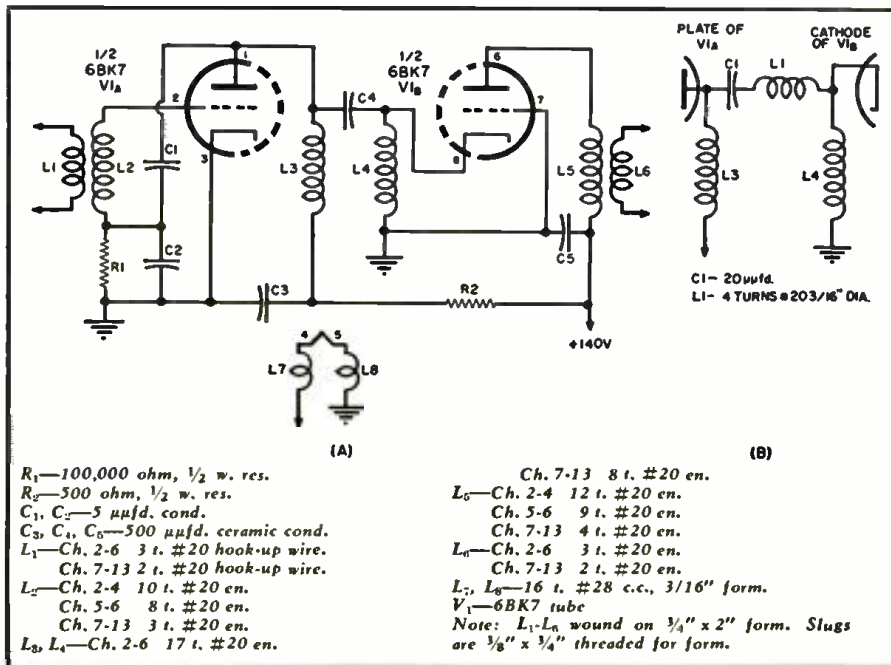 PLATE OF
V1A
CATHODE
OF V1B
C1
L1
L3
L4
C1- 20µµfd.
L1- 4 TURNS #203/16" DIA.
(B)
1/2
6BK7
V1A
1/2
6BK7
V1B
1
2
3
6
7
8
L1
L2
C1
C2
R1
L3
C4
L4
L5
L6
C5
C3
R2
+140V
4
5
L7
L8
(A)
R1—100,000 ohm, 1/2 w. res.
R2—500 ohm, 1/2 w. res.
C1, C2—5 µµfd. cond.
C3, C4, C5—500 µµfd. ceramic cond.
L1—Ch. 2-6 3 t. #20 hook-up wire.
Ch. 7-13 2 t. #20 hook-up wire.
L2—Ch. 2-4 10 t. #20 en.
Ch. 5-6 8 t. #20 en.
Ch. 7-13 3 t. #20 en.
L3, L4—Ch. 2-6 17 t. #20 en.
Ch. 7-13 8 t. #20 en.
L5—Ch. 2-4 12 t. #20 en.
Ch. 5-6 9 t. #20 en.
Ch. 7-13 4 t. #20 en.
L6—Ch. 2-6 3 t. #20 en.
Ch. 7-13 2 t. #20 en.
L7, L8—16 t. #28 c.c., 3/16" form.
V1—6BK7 tube
Note: L1-L6 wound on 3/4" x 2" form. Slugs
are 3/8" x 3/4" threaded for form.